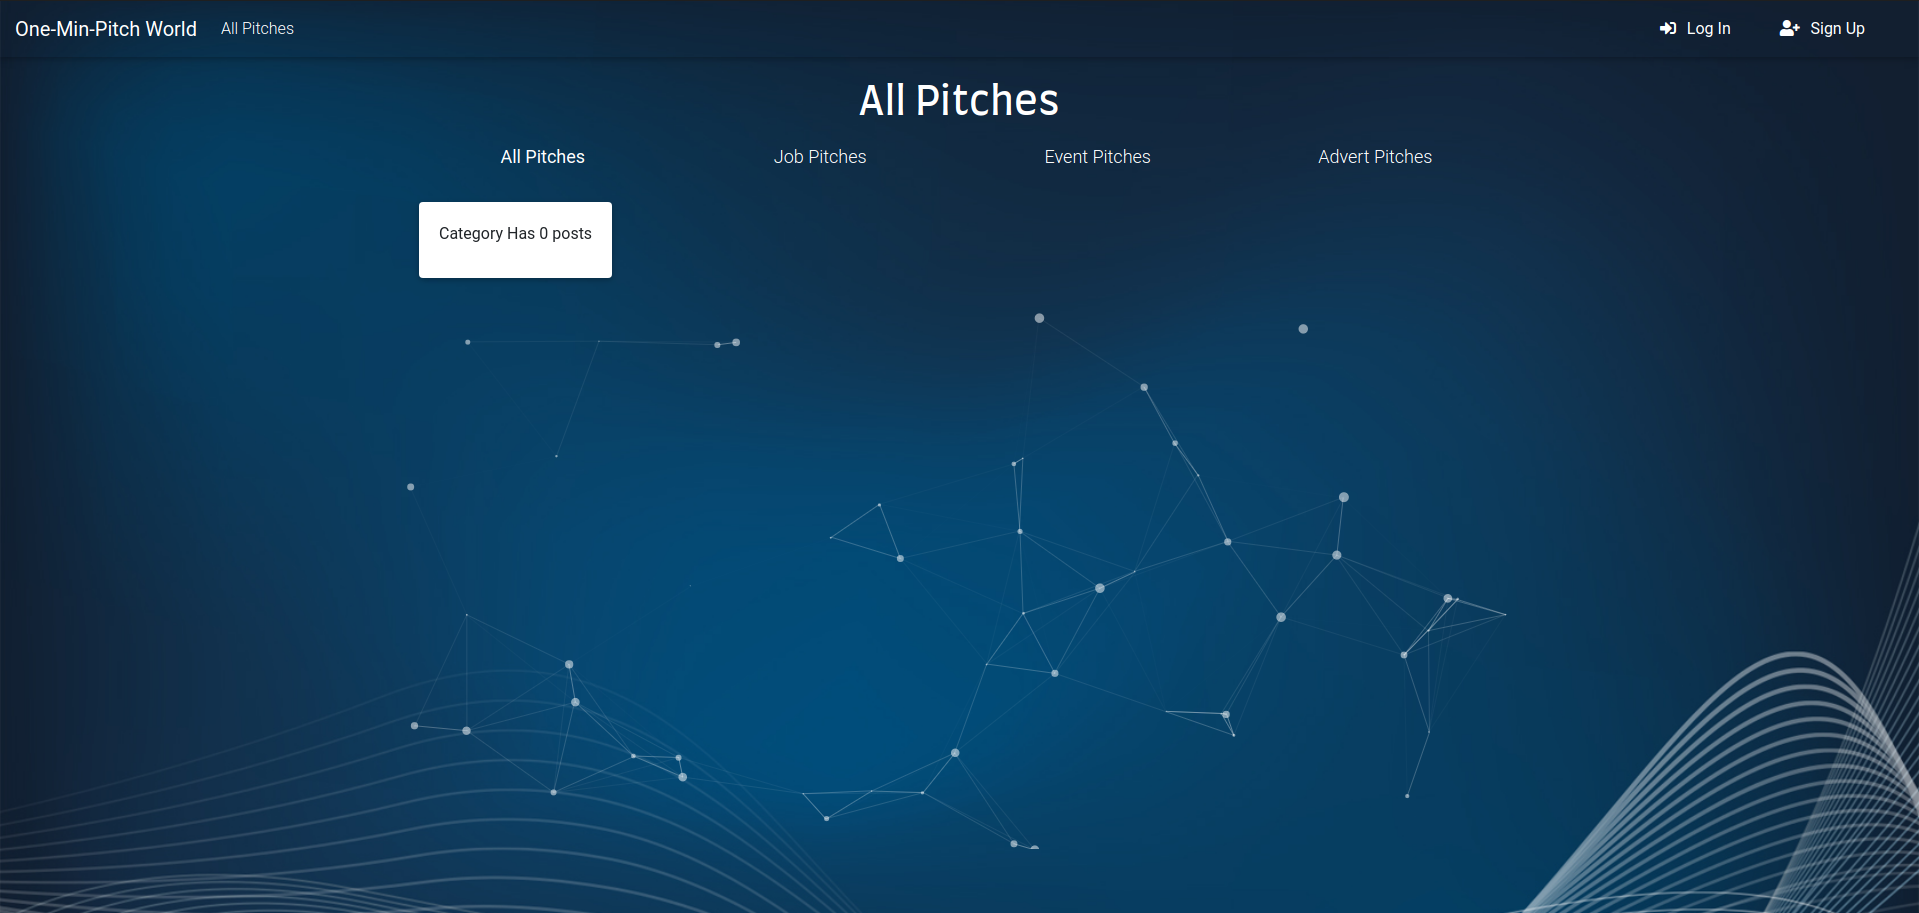 One-Min-Pitch World All Pitches Log In Sign Up
All Pitches
All Pitches Job Pitches Event Pitches Advert Pitches
Category Has 0 posts